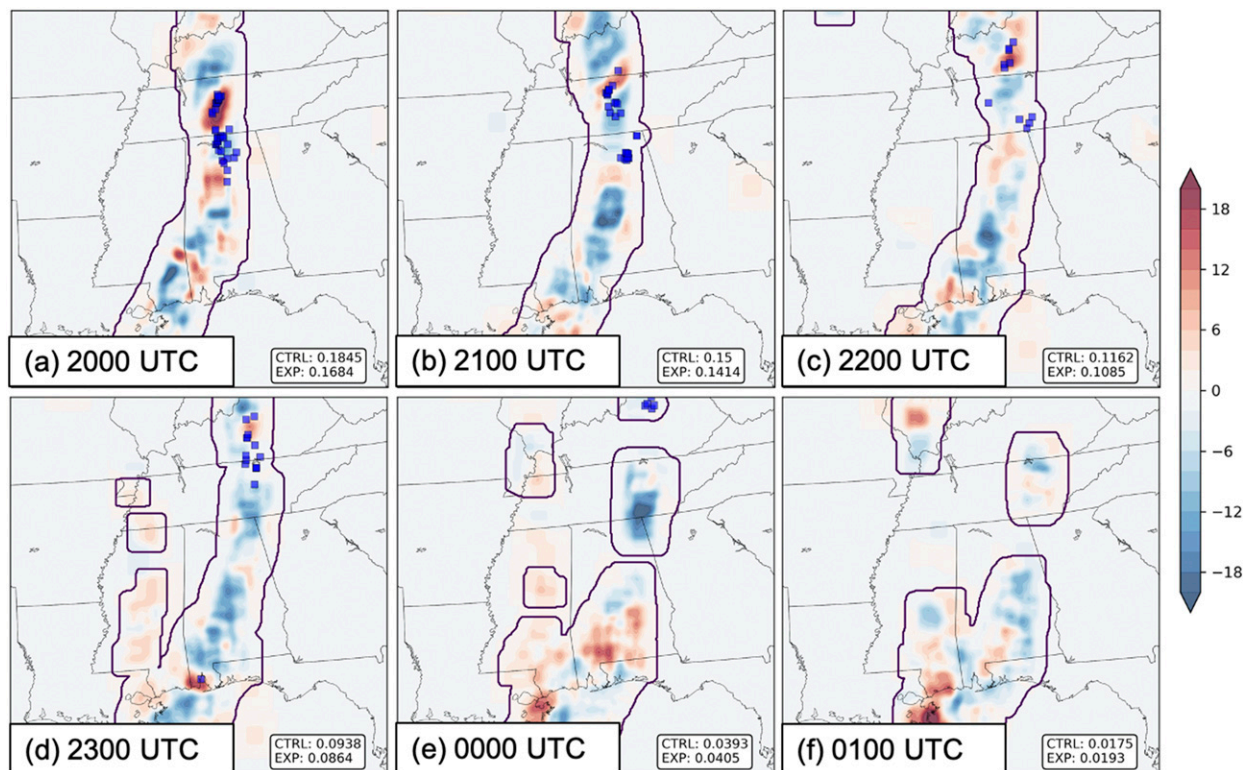 (a) 2000 UTC
CTRL: 0.1845
EXP: 0.1684
(b) 2100 UTC
CTRL: 0.15
EXP: 0.1414
(c) 2200 UTC
CTRL: 0.1162
EXP: 0.1085
18
12
6
0
−6
−12
−18
(d) 2300 UTC
CTRL: 0.0938
EXP: 0.0864
(e) 0000 UTC
CTRL: 0.0393
EXP: 0.0405
(f) 0100 UTC
CTRL: 0.0175
EXP: 0.0193